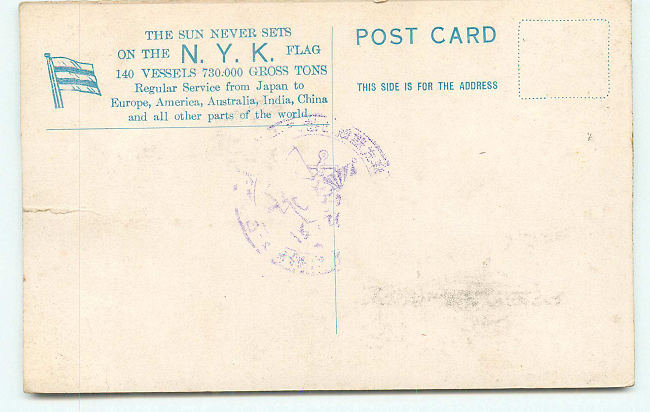 THE SUN NEVER SETS
ON THE N. Y. K. FLAG
140 VESSELS 730.000 GROSS TONS
Regular Service from Japan to
Europe, America, Australia, India, China
and all other parts of the world.
POST CARD
THIS SIDE IS FOR THE ADDRESS